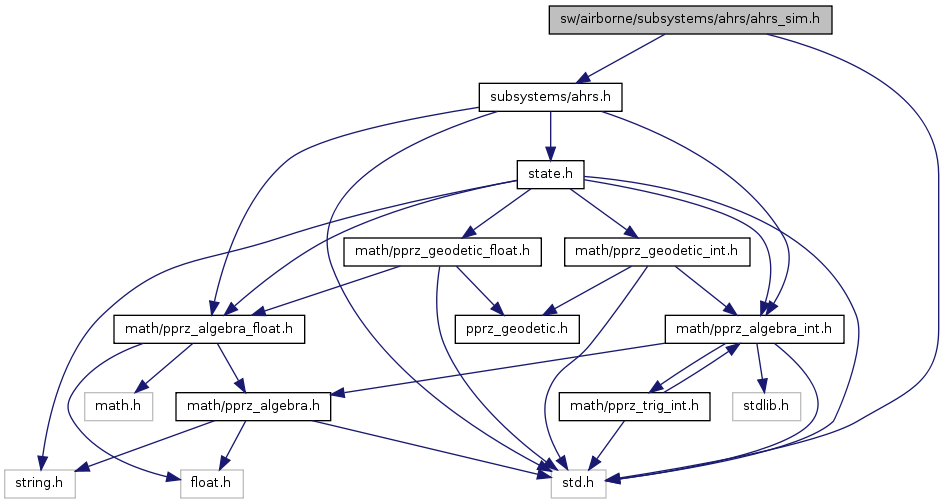 sw/airborne/subsystems/ahrs/ahrs_sim.h
subsystems/ahrs.h
state.h
math/pprz_geodetic_float.h
math/pprz_geodetic_int.h
math/pprz_algebra_float.h
pprz_geodetic.h
math/pprz_algebra_int.h
math.h
math/pprz_algebra.h
math/pprz_trig_int.h
stdlib.h
string.h
float.h
std.h